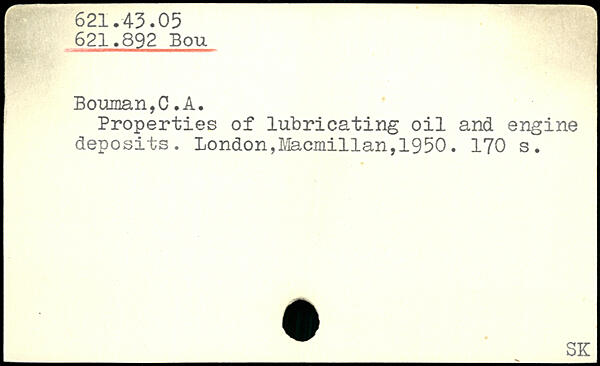 621.43.05
621.892 Bou
Bouman,C.A.
Properties of lubricating oil and engine
deposits. London,Macmillan,1950. 170 s.
SK